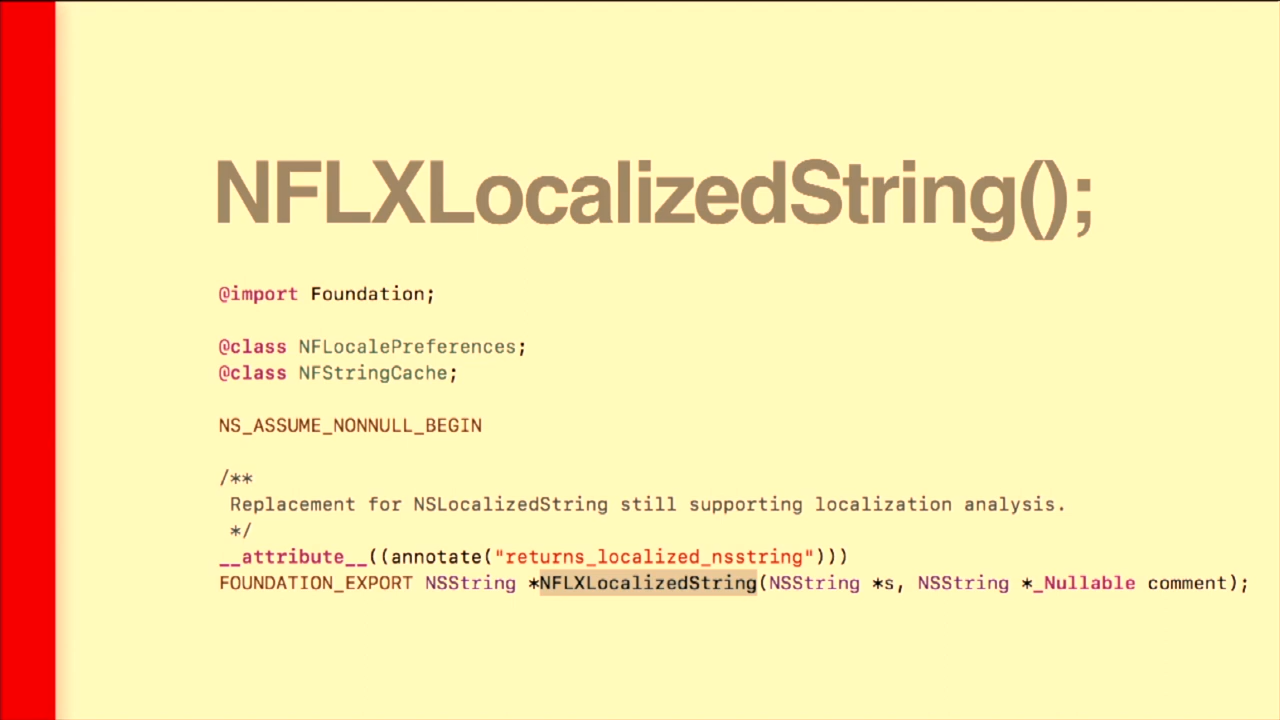 NFLXLocalizedString();
@import Foundation;
@class NFLocalePreferences;
@class NFStringCache;
NS_ASSUME_NONNULL_BEGIN
/**
Replacement for NSLocalizedString still supporting localization analysis.
*/
__attribute__((annotate("returns_localized_nsstring")))
FOUNDATION_EXPORT NSString *NFLXLocalizedString(NSString *s, NSString *_Nullable comment);